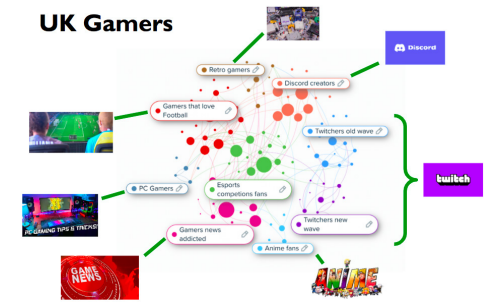 UK Gamers
Retro gamers
Discord
Discord creators
Gamers that love
Football
Twitchers old wave
twitch
PC Gamers
Esports
competions fans
PC GAMING TIPS & TRICKS!
Twitchers new
wave
Gamers news
addicted
Anime fans
GAME
NEWS
ANIME